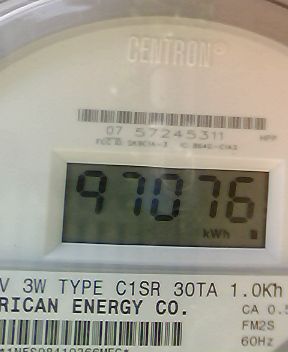 CENTRON®
07 57245311
97076
kWh
V 3W TYPE C1SR 30TA 1.0Kh
RICAN ENERGY CO.
CA 0.5
FM2S
60Hz